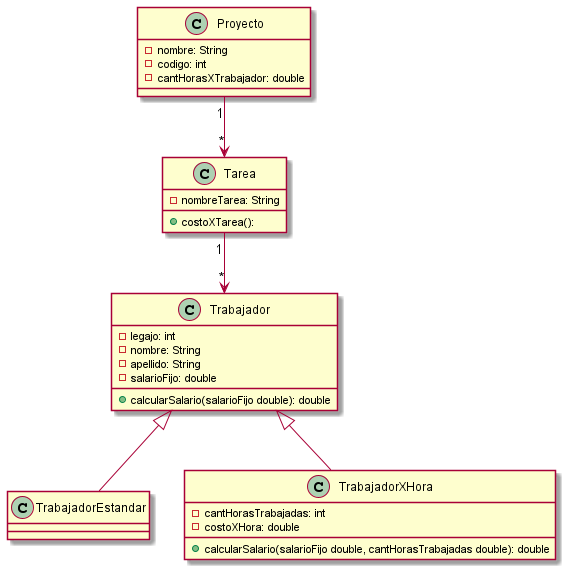 C Proyecto
nombre: String
codigo: int
cantHorasXTrabajador: double
1
*
C Tarea
nombreTarea: String
costoXTarea():
1
*
C Trabajador
legajo: int
nombre: String
apellido: String
salarioFijo: double
calcularSalario(salarioFijo double): double
C TrabajadorEstandar
C TrabajadorXHora
cantHorasTrabajadas: int
costoXHora: double
calcularSalario(salarioFijo double, cantHorasTrabajadas double): double